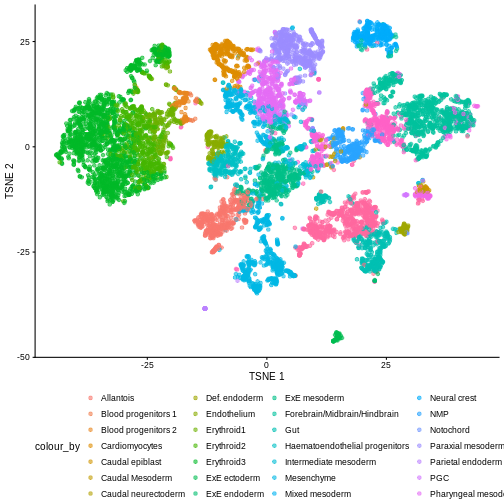 25
0
-25
-50
TSNE 2
-25 0 25
TSNE 1
colour_by
Allantois Def. endoderm ExE mesoderm Neural crest
Blood progenitors 1 Endothelium Forebrain/Midbrain/Hindbrain NMP
Blood progenitors 2 Erythroid1 Gut Notochord
Cardiomyocytes Erythroid2 Haematoendothelial progenitors Paraxial mesoderm
Caudal epiblast Erythroid3 Intermediate mesoderm Parietal endoderm
Caudal Mesoderm ExE ectoderm Mesenchyme PGC
Caudal neurectoderm ExE endoderm Mixed mesoderm Pharyngeal